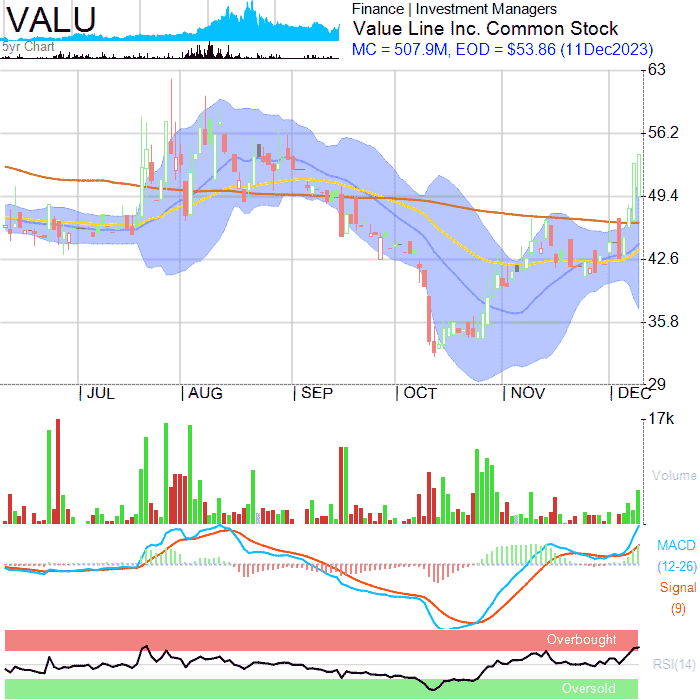 VALU
5yr Chart
Finance | Investment Managers
Value Line Inc. Common Stock
MC = 507.9M, EOD = $53.86 (11Dec2023)
63
56.2
49.4
42.6
35.8
29
JUL AUG SEP OCT NOV DEC
17k
Volume
MACD
(12-26)
Signal
(9)
Overbought
RSI(14)
Oversold